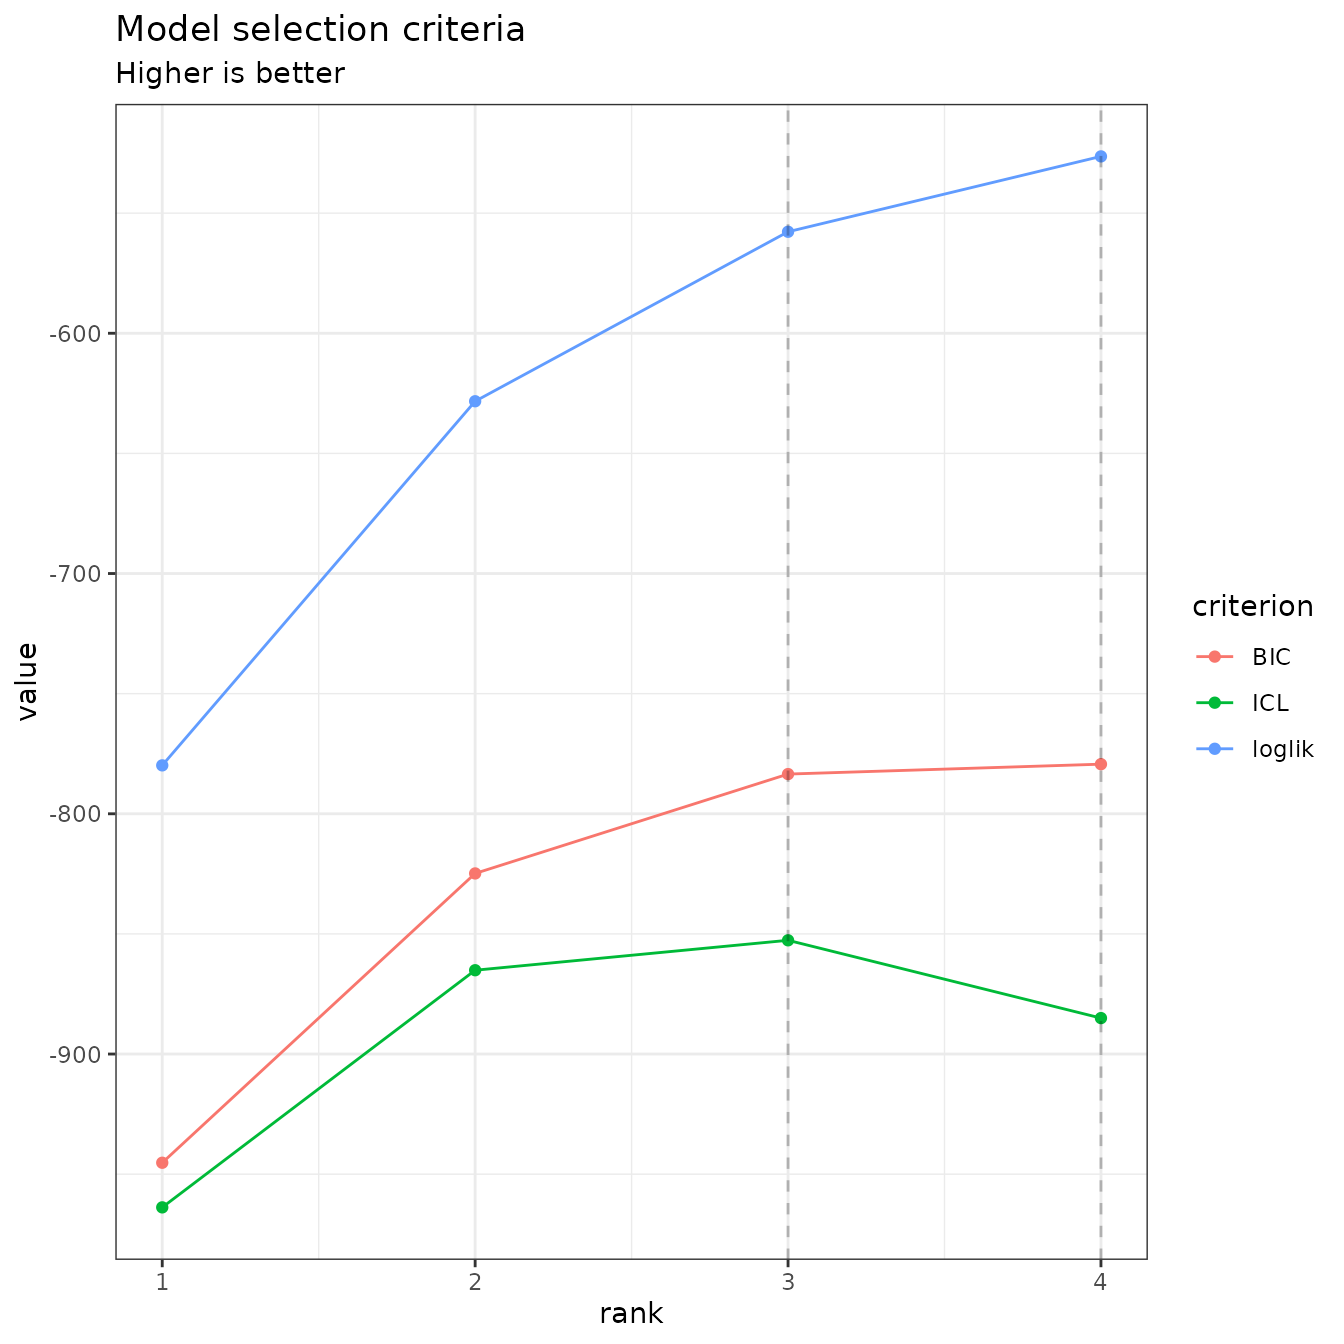 Model selection criteria
Higher is better
-600
-700
-800
-900
value
1 2 3 4
rank
criterion
BIC
ICL
loglik